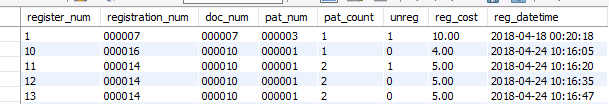 register_num registration_num doc_num pat_num pat_count unreg reg_cost reg_datetime
1 000007 000007 000003 1 1 10.00 2018-04-18 00:20:18
10 000016 000010 000001 1 0 4.00 2018-04-24 10:16:05
11 000014 000010 000001 2 1 5.00 2018-04-24 10:16:20
12 000014 000010 000001 2 0 5.00 2018-04-24 10:16:35
13 000014 000010 000001 2 0 5.00 2018-04-24 10:16:47